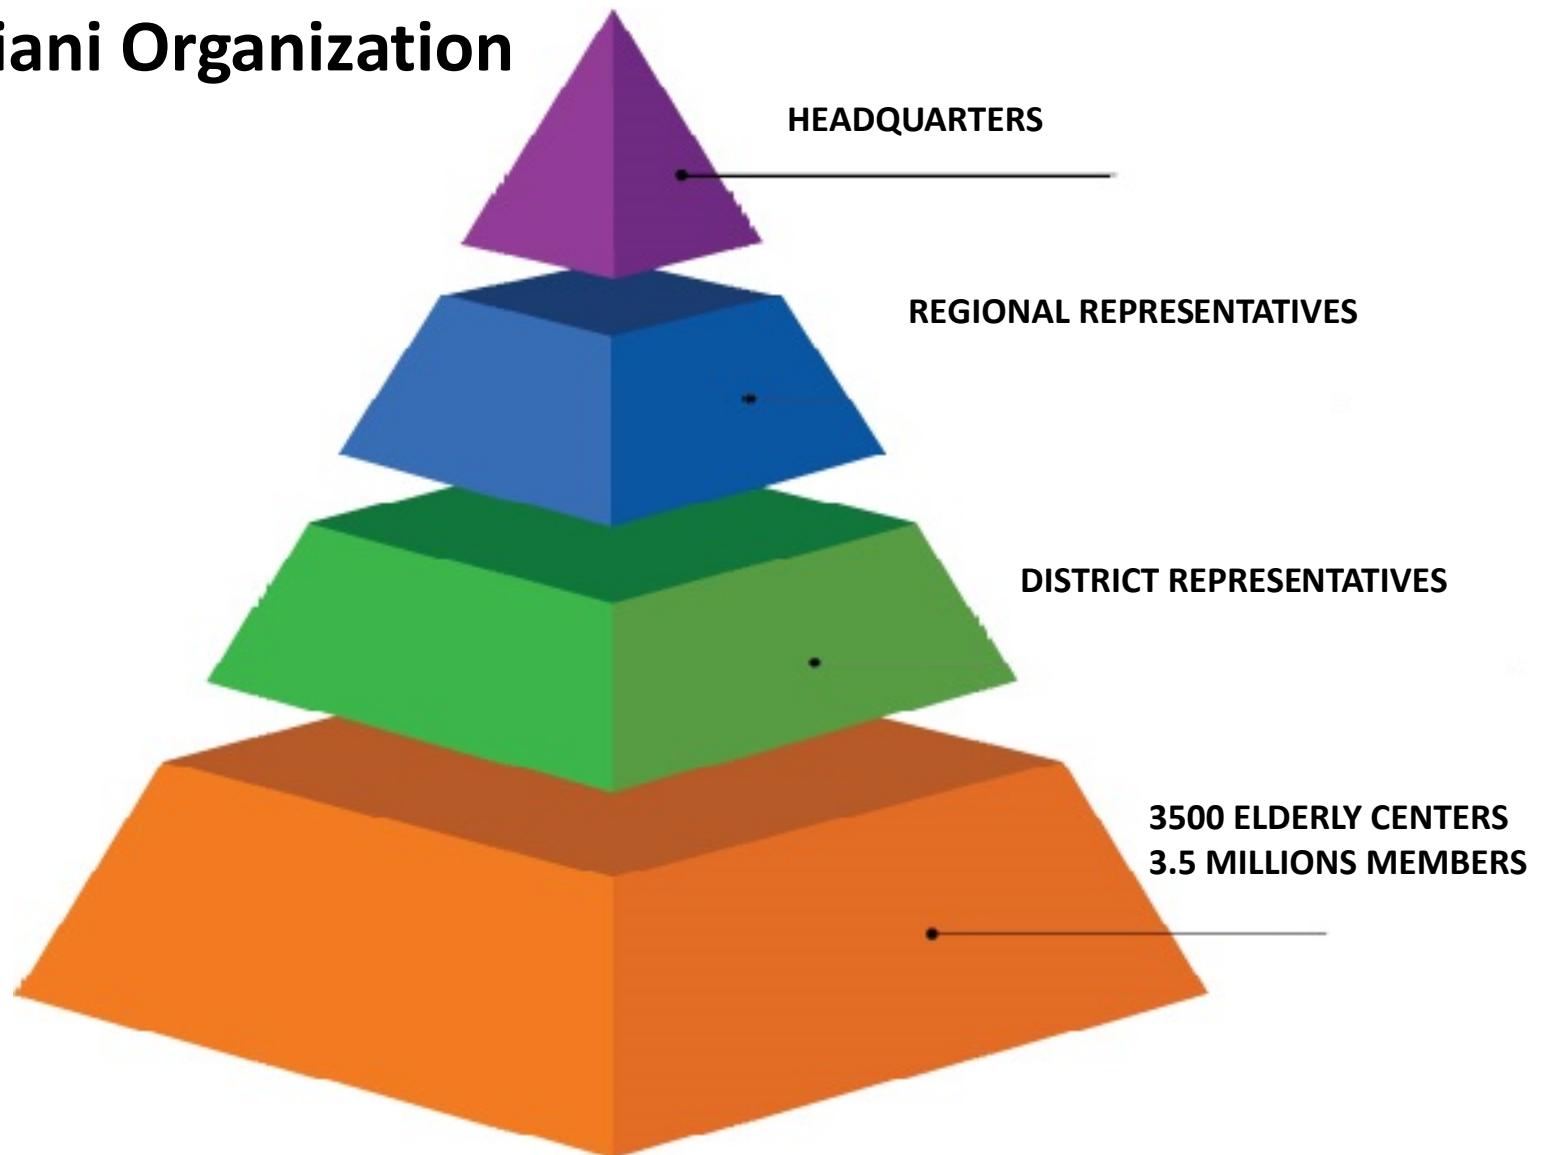 iani Organization
HEADQUARTERS
REGIONAL REPRESENTATIVES
DISTRICT REPRESENTATIVES
3500 ELDERLY CENTERS
3.5 MILLIONS MEMBERS